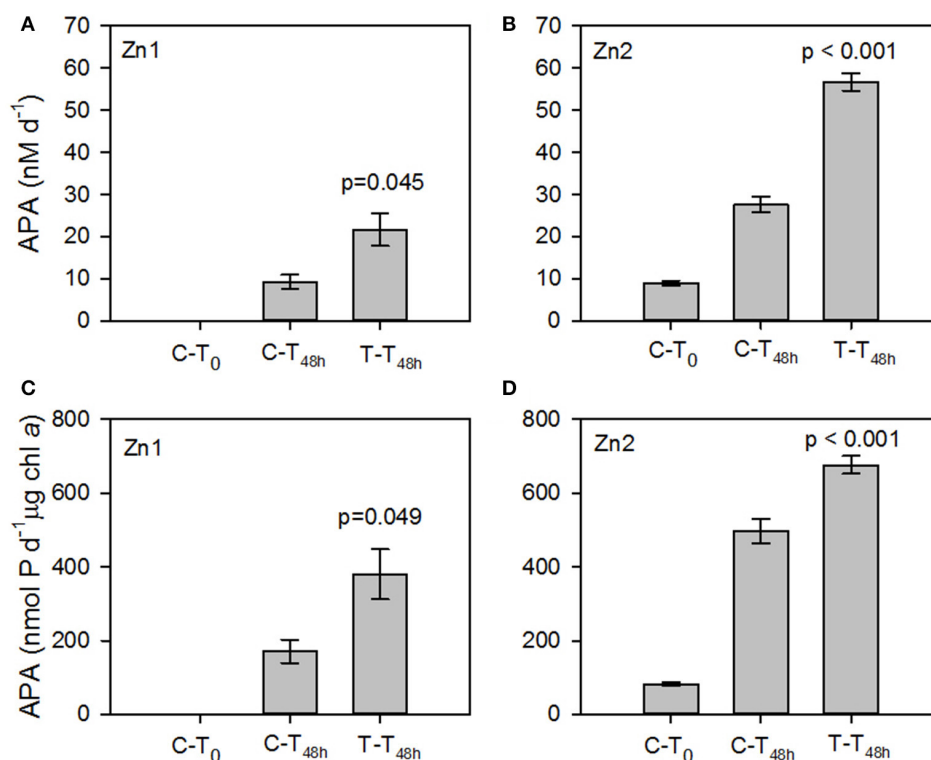 A
B
Zn1
Zn2
p=0.045
p < 0.001
APA (nM d⁻¹)
70
60
50
40
30
20
10
0
70
60
50
40
30
20
10
0
C-T₀
C-T₄₈ₕ
T-T₄₈ₕ
C-T₀
C-T₄₈ₕ
T-T₄₈ₕ
C
D
Zn1
Zn2
p=0.049
p < 0.001
APA (nmol P d⁻¹ µg chl a)
800
600
400
200
0
800
600
400
200
0
C-T₀
C-T₄₈ₕ
T-T₄₈ₕ
C-T₀
C-T₄₈ₕ
T-T₄₈ₕ